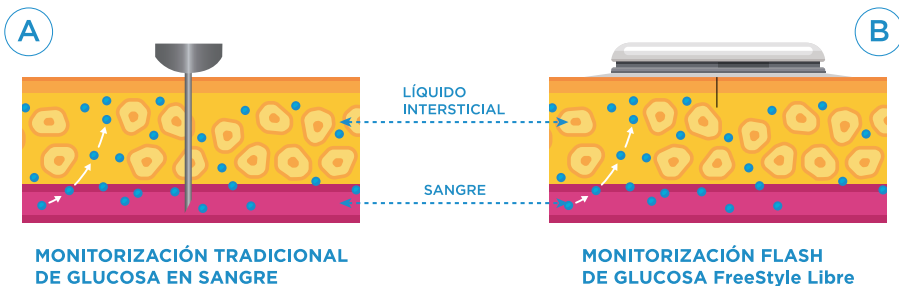 A
B
LÍQUIDO
INTERSTICIAL
SANGRE
MONITORIZACIÓN TRADICIONAL
DE GLUCOSA EN SANGRE
MONITORIZACIÓN FLASH
DE GLUCOSA FreeStyle Libre